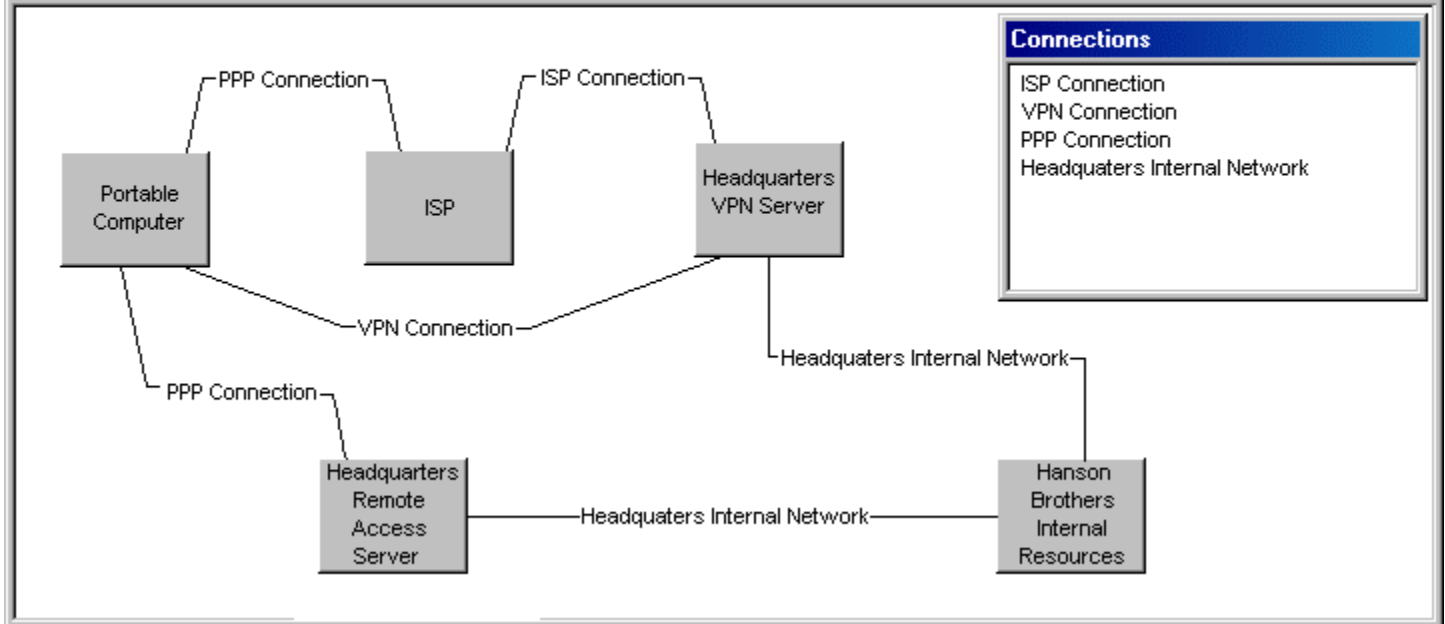 Connections
ISP Connection
VPN Connection
PPP Connection
Headquaters Internal Network
PPP Connection
ISP Connection
Portable
Computer
ISP
Headquarters
VPN Server
VPN Connection
Headquaters Internal Network
PPP Connection
Headquarters
Remote
Access
Server
Headquaters Internal Network
Hanson
Brothers
Internal
Resources